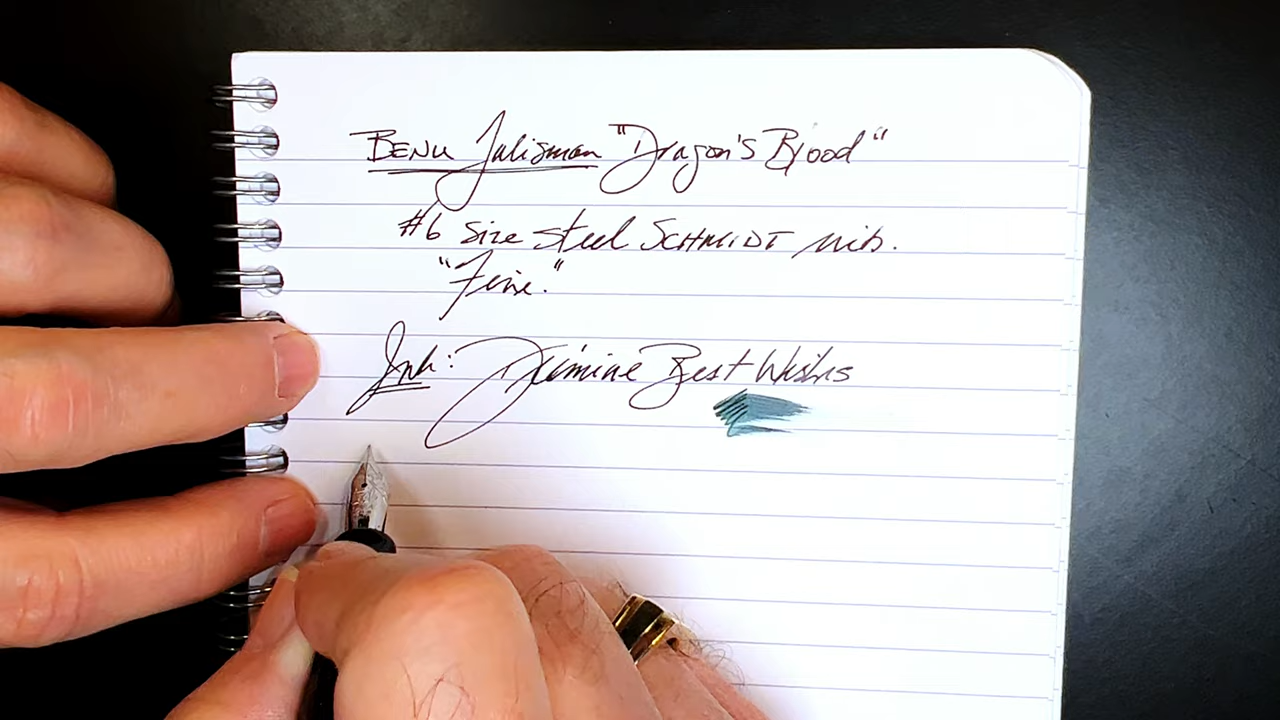 BENU Talisman "Dragon's Blood"
#6 size steel SCHMIDT nib.
"Fine."
Ink: Diamine Best Wishes